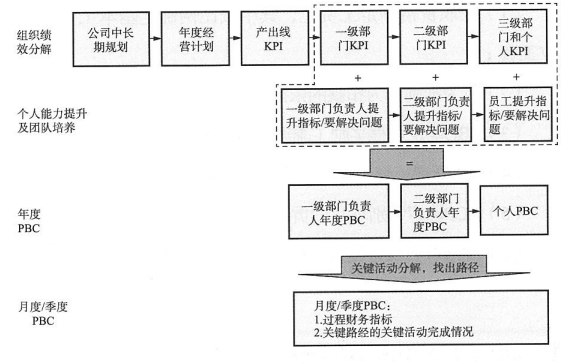 组织绩
效分解
公司中长
期规划
年度经
营计划
产出线
KPI
一级部
门KPI
二级部
门KPI
三级部
门和个
人KPI
+
+
+
个人能力提升
及团队培养
一级部门负责人提
升指标/要解决问题
二级部门负责
人提升指标/
要解决问题
员工提升指
标/要解决问
题
=
年度
PBC
一级部门负责
人年度PBC
二级部门
负责人年
度PBC
个人PBC
关键活动分解，找出路径
月度/季度
PBC
月度/季度PBC：
1.过程财务指标
2.关键路经的关键活动完成情况